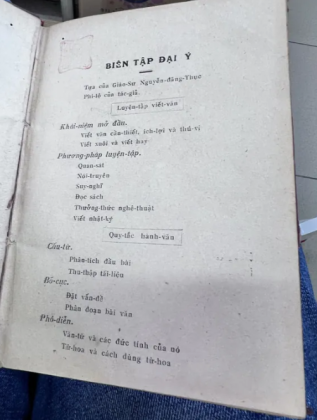 BIÊN TẬP ĐẠI Ý
Tựa của Giáo-Sư Nguyễn-đăng-Thục
Phi-lộ của tác-giả.
Luyện-tập viết-văn
Khái-niệm mở đầu.
Viết văn cần-thiết, ích-lợi và thú-vị
Viết xuôi và viết hay
Phương-pháp luyện-tập.
Quan-sát
Nói-truyện
Suy-nghĩ
Đọc sách
Thưởng-thức nghệ-thuật
Viết nhật-ký
Quy-tắc hành-văn
Cấu-tứ.
Phân-tích đầu bài
Thu-thập tài-liệu
Bố-cục.
Đặt vấn-đề
Phân đoạn bài văn
Phô-diễn.
Văn-từ và các đức tính của nó
Từ-hoa và cách dùng từ-hoa